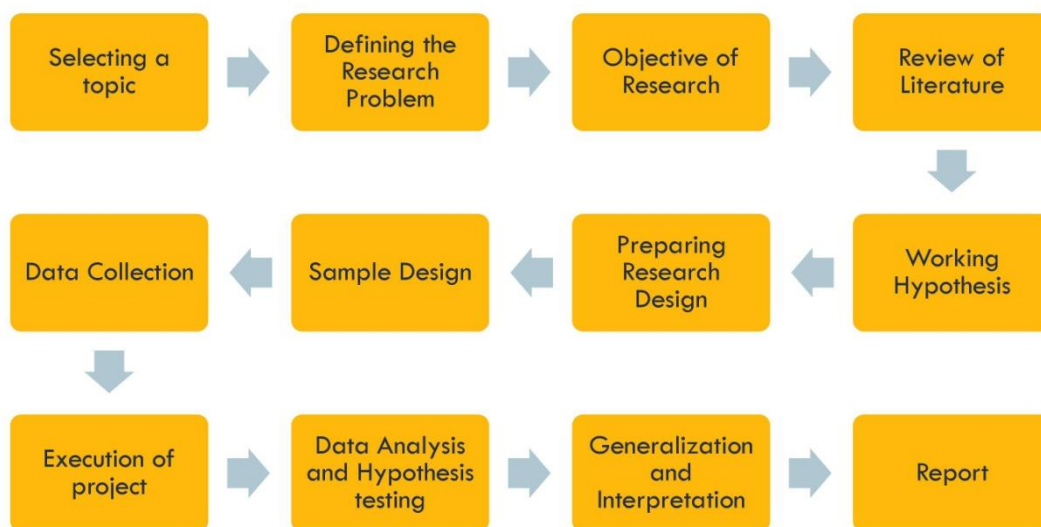 Selecting a
topic
Defining the
Research
Problem
Objective of
Research
Review of
Literature
Working
Hypothesis
Preparing
Research
Design
Sample Design
Data Collection
Execution of
project
Data Analysis
and Hypothesis
testing
Generalization
and
Interpretation
Report